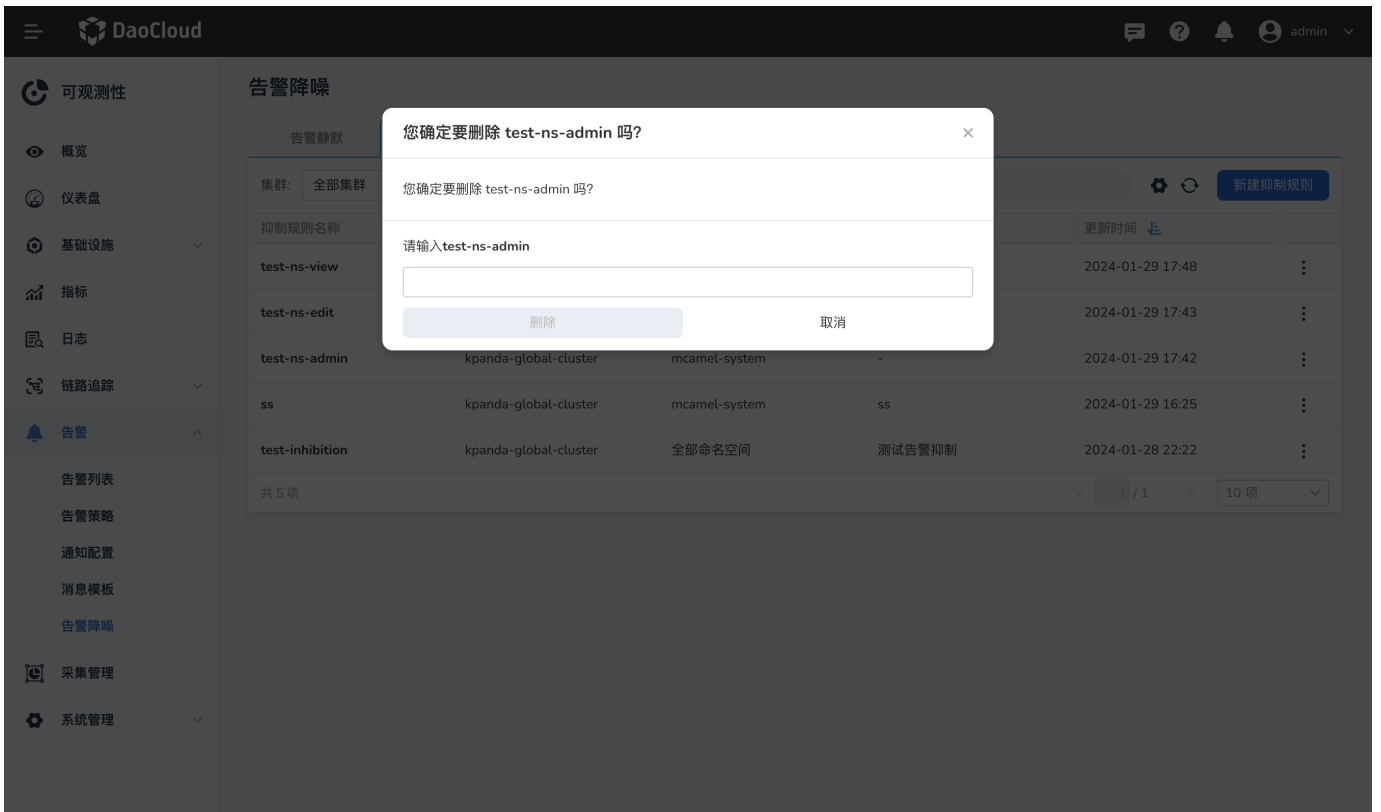 DaoCloud
admin
可观测性
概览
仪表盘
基础设施
指标
日志
链路追踪
告警
告警列表
告警策略
通知配置
消息模板
告警降噪
采集管理
系统管理
告警降噪
告警静默
集群: 全部集群 新建抑制规则
抑制规则名称 更新时间
test-ns-view 2024-01-29 17:48
test-ns-edit 2024-01-29 17:43
test-ns-admin kpanda-global-cluster mcamel-system - 2024-01-29 17:42
ss kpanda-global-cluster mcamel-system ss 2024-01-29 16:25
test-inhibition kpanda-global-cluster 全部命名空间 测试告警抑制 2024-01-28 22:22
共 5 项 1 / 1 10 项
您确定要删除 test-ns-admin 吗?
您确定要删除 test-ns-admin 吗?
请输入test-ns-admin
删除 取消